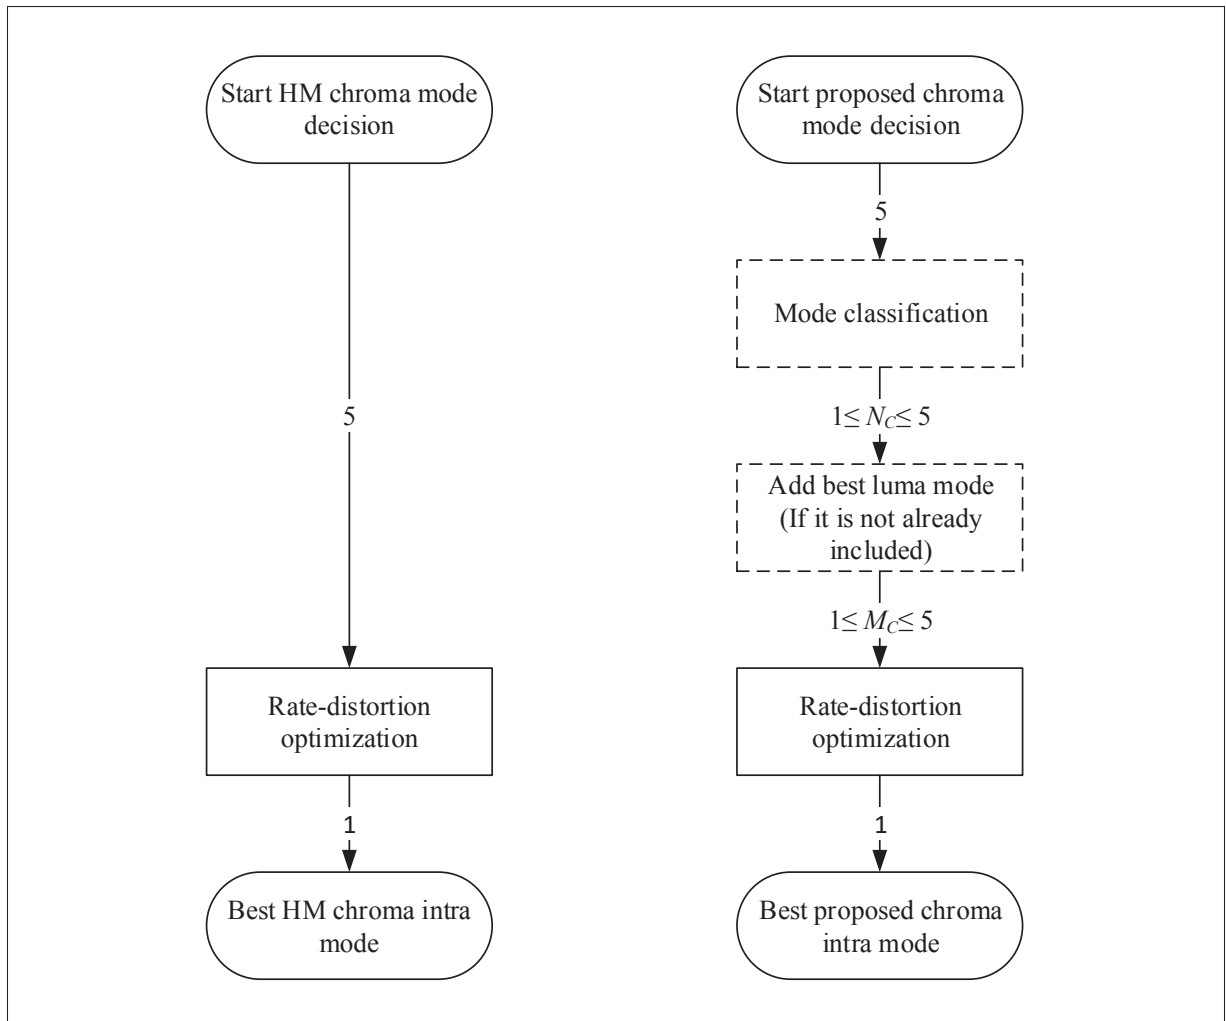 Start HM chroma mode
decision
5
Rate-distortion
optimization
1
Best HM chroma intra
mode
Start proposed chroma
mode decision
5
Mode classification
1≤ N_C≤ 5
Add best luma mode
(If it is not already
included)
1≤ M_C≤ 5
Rate-distortion
optimization
1
Best proposed chroma
intra mode